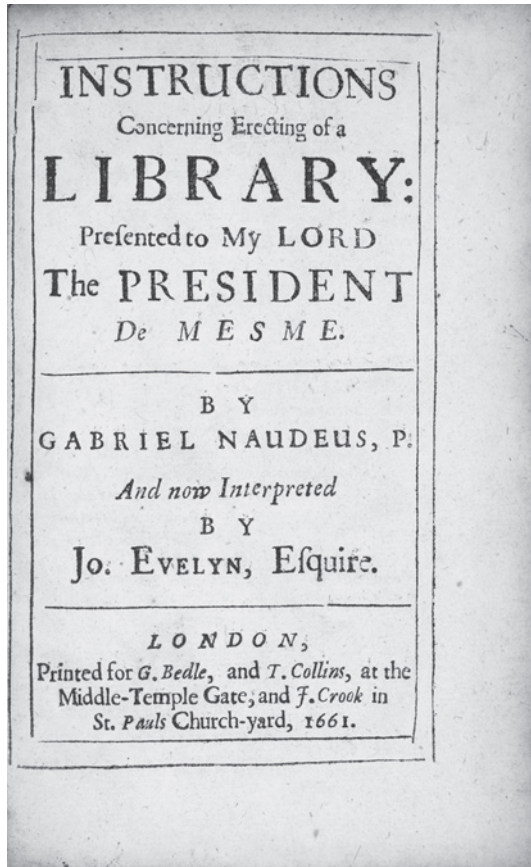 INSTRUCTIONS
Concerning Erecting of a
LIBRARY:
Preſented to My LORD
The PRESIDENT
De MESME.
BY
GABRIEL NAUDEUS, P.
And now Interpreted
BY
Jo. EVELYN, Eſquire.
LONDON,
Printed for G. Bedle, and T. Collins, at the
Middle-Temple Gate, and J. Crook in
St. Pauls Church-yard, 1661.